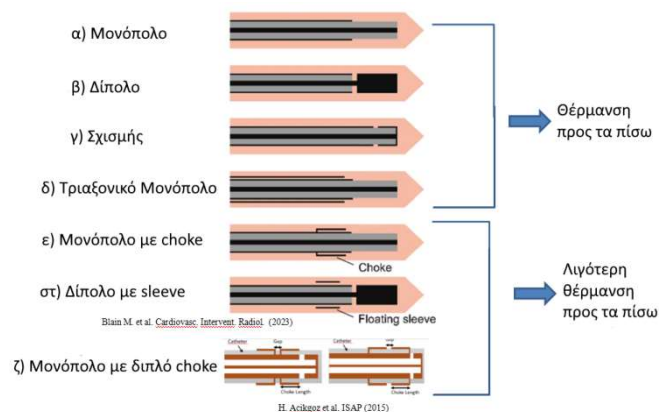 α) Μονόπολο
β) Δίπολο
γ) Σχισμής
δ) Τριαξονικό Μονόπολο
Θέρμανση
προς τα πίσω
ε) Μονόπολο με choke
Choke
στ) Δίπολο με sleeve
Floating sleeve
Λιγότερη
θέρμανση
προς τα πίσω
Blain M. et al. Cardiovasc. Intervent. Radiol. (2023)
ζ) Μονόπολο με διπλό choke
Catheter
Gap
Choke Length
Catheter
Choke Length
H. Acikgoz et al. ISAP (2015)